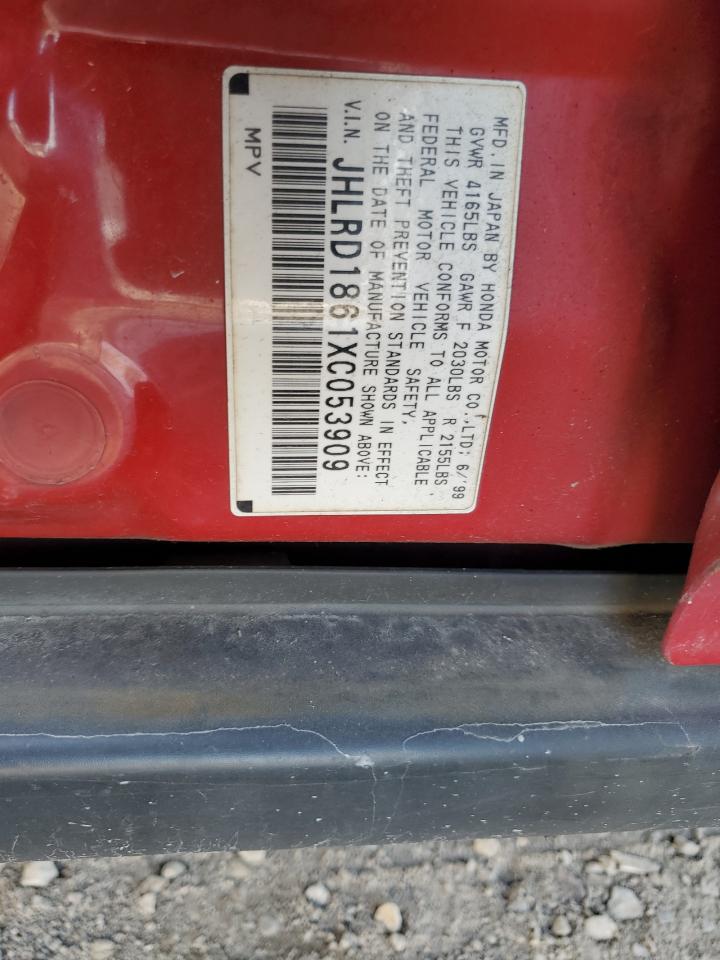 MFD. IN JAPAN BY HONDA MOTOR CO.,LTD; 6/'99
GVWR 4165LBS GAWR F 2030LBS R 2155LBS,
THIS VEHICLE CONFORMS TO ALL APPLICABLE
FEDERAL MOTOR VEHICLE SAFETY,
AND THEFT PREVENTION STANDARDS IN EFFECT
ON THE DATE OF MANUFACTURE SHOWN ABOVE:
V.I.N. JHLRD1861XC053909
MPV